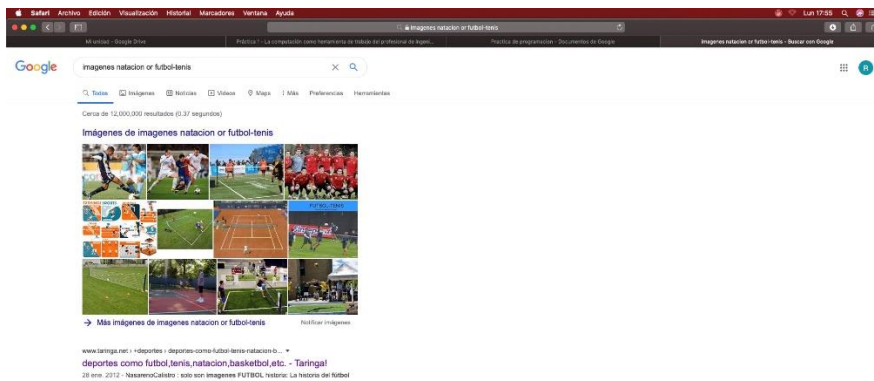 Safari Archivo Edición Visualización Historial Marcadores Ventana Ayuda
Lun 17:55
imagenes natacion or futbol-tenis
Mi unidad - Google Drive
Práctica 1 - La computación como herramienta de trabajo del profesional de ingeni...
Practica de programacion - Documentos de Google
imagenes natacion or futbol-tenis - Buscar con Google
Google
imagenes natacion or futbol-tenis
R
Todos Imágenes Noticias Videos Maps Más Preferencias Herramientas
Cerca de 12,000,000 resultados (0.37 segundos)
Imágenes de imagenes natacion or futbol-tenis
FUTBOL-TENIS
Más imágenes de imagenes natacion or futbol-tenis
Notificar imágenes
www.taringa.net › +deportes › deportes-como-futbol-tenis-natacion-b...
deportes como futbol,tenis,natacion,basketbol,etc. - Taringa!
28 ene. 2012 - NasarenoCalistro : solo son imagenes FUTBOL historia: La historia del fútbol